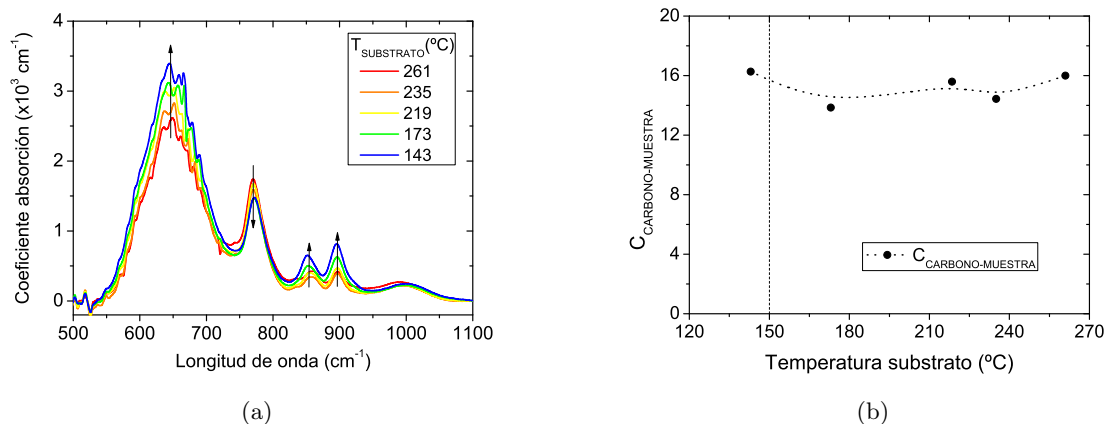 Coeficiente absorción (x10³ cm⁻¹)
4
3
2
1
0
500 600 700 800 900 1000 1100
Longitud de onda (cm⁻¹)
T_SUBSTRATO(ºC)
261
235
219
173
143
(a)
C_CARBONO-MUESTRA
20
16
12
8
4
0
120 150 180 210 240 270
Temperatura substrato (ºC)
C_CARBONO-MUESTRA
(b)